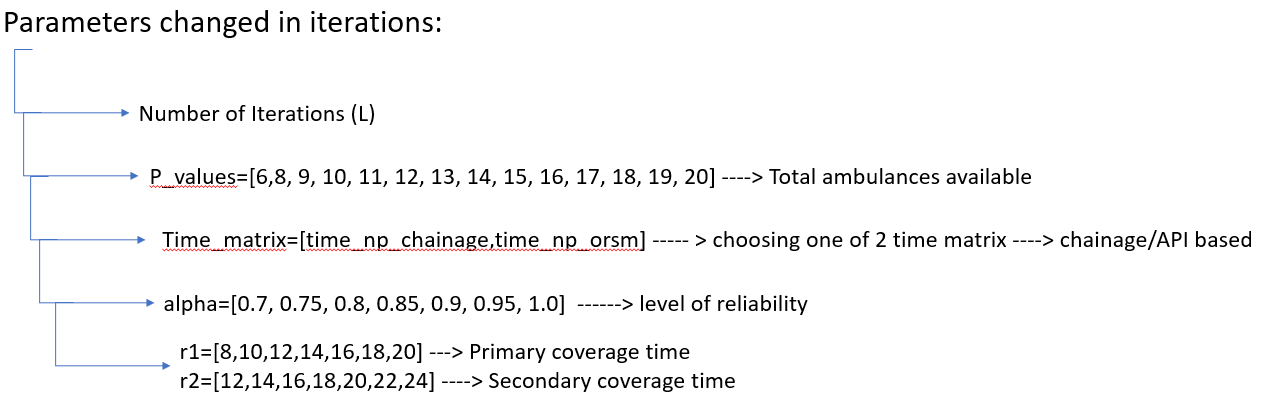 Parameters changed in iterations:
Number of Iterations (L)
P_values=[6,8, 9, 10, 11, 12, 13, 14, 15, 16, 17, 18, 19, 20] ----> Total ambulances available
Time_matrix=[time_np_chainage,time_np_orsm] ----- > choosing one of 2 time matrix ----> chainage/API based
alpha=[0.7, 0.75, 0.8, 0.85, 0.9, 0.95, 1.0]  ------> level of reliability
r1=[8,10,12,14,16,18,20] ---> Primary coverage time
r2=[12,14,16,18,20,22,24] ----> Secondary coverage time